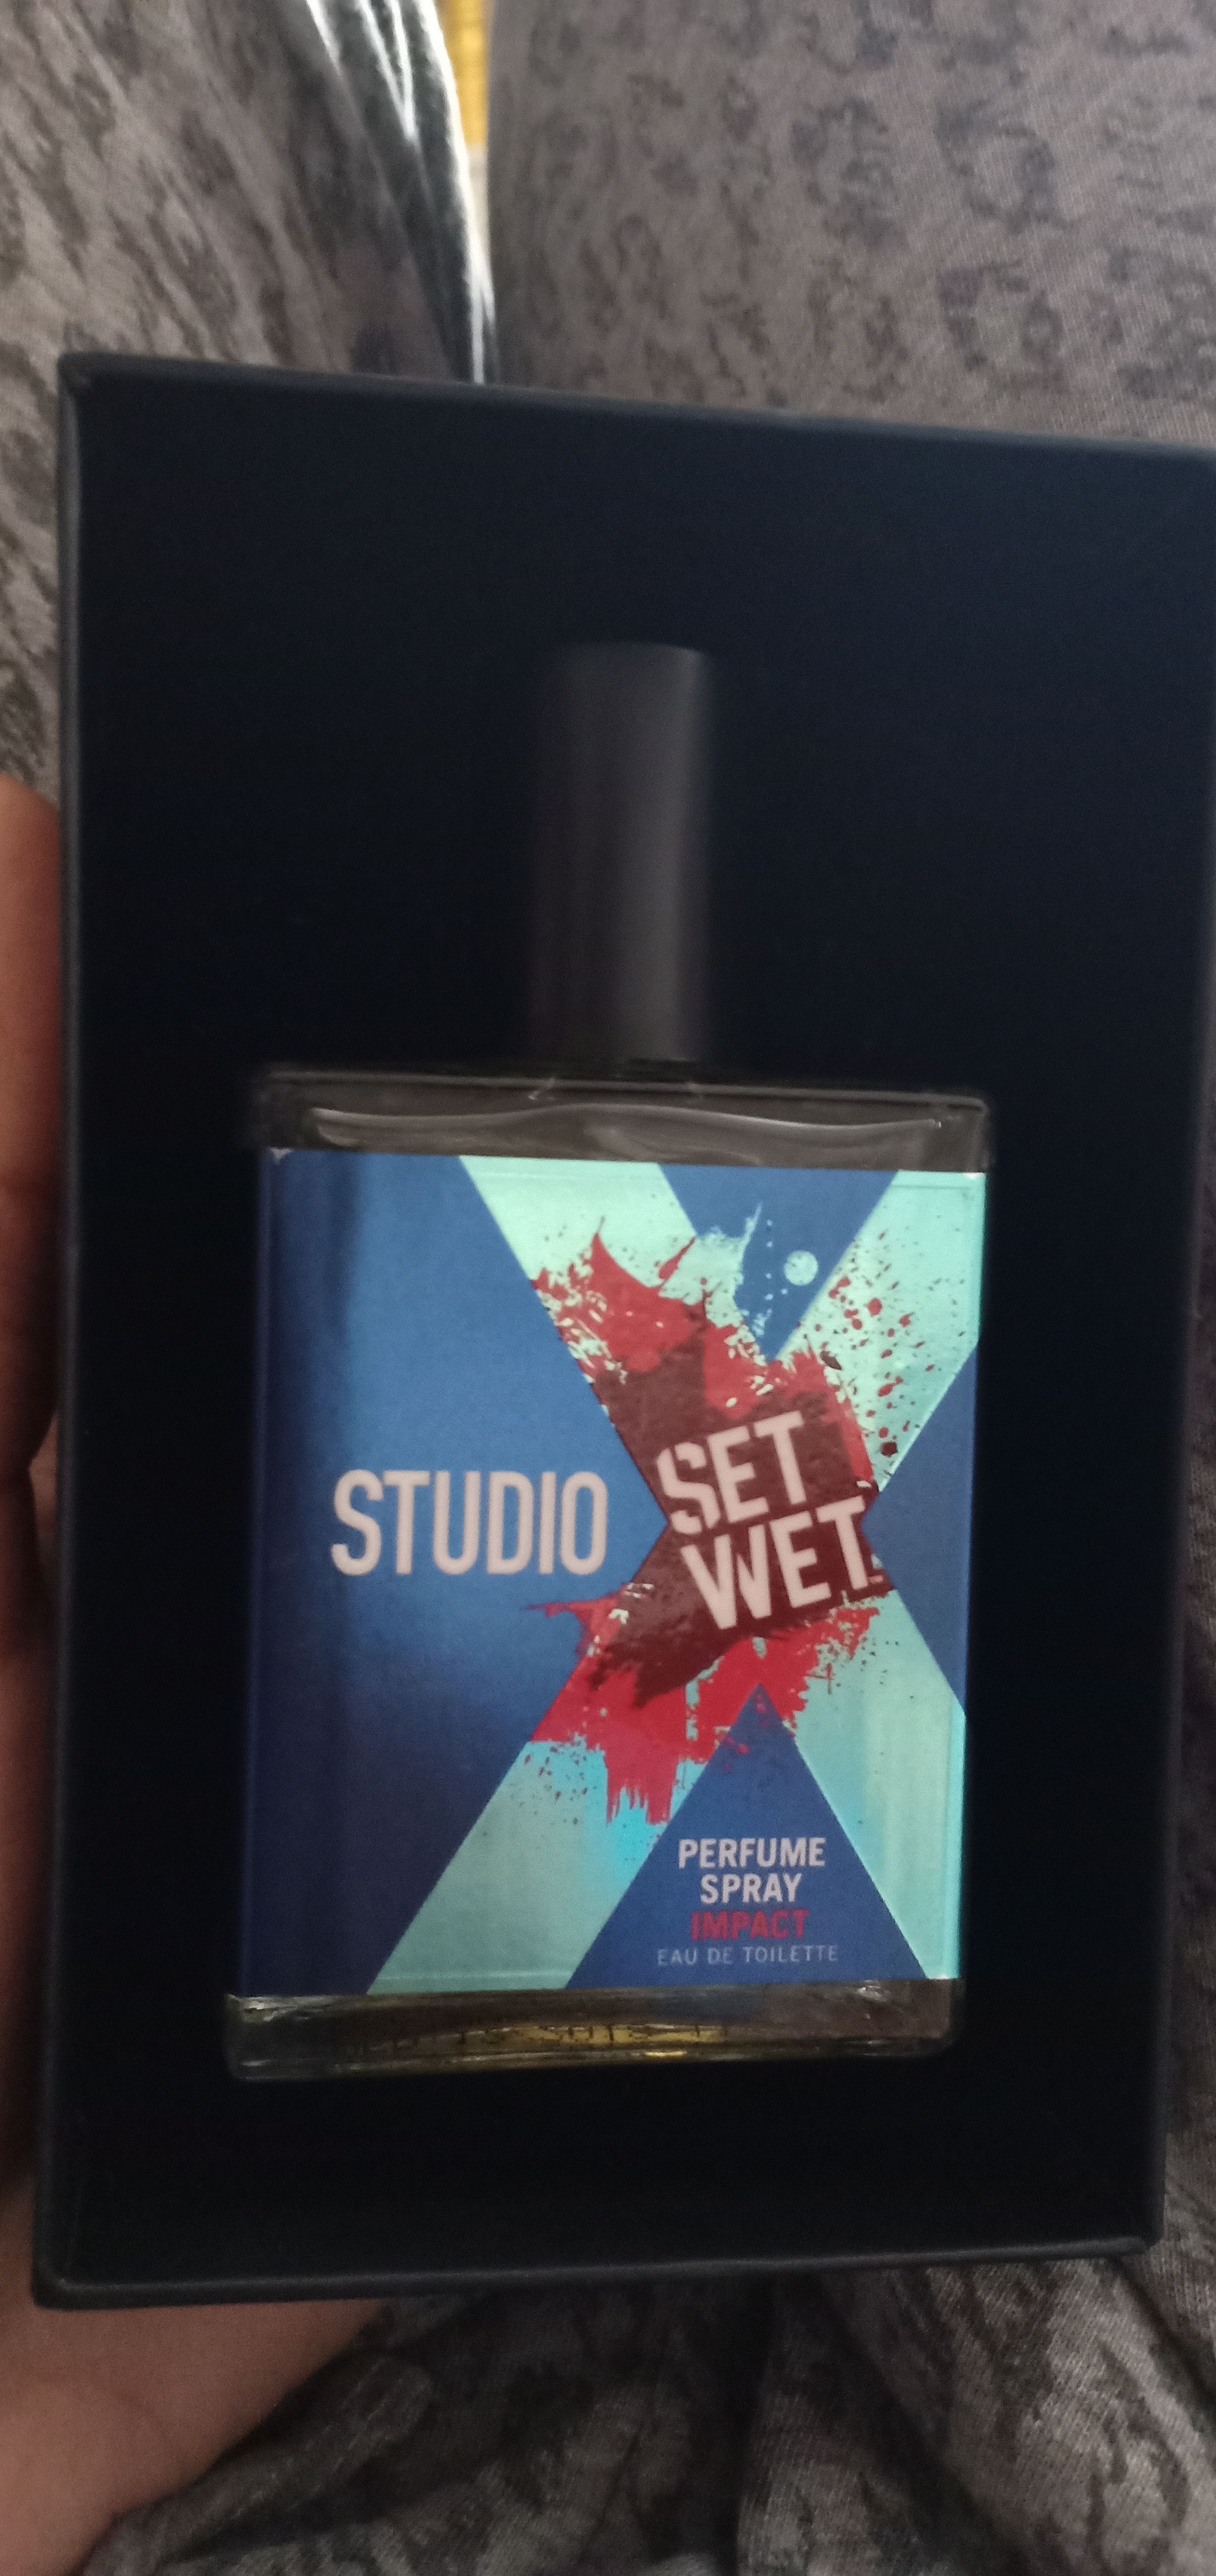 STUDIO
SET
WET
PERFUME
SPRAY
IMPACT
EAU DE TOILETTE